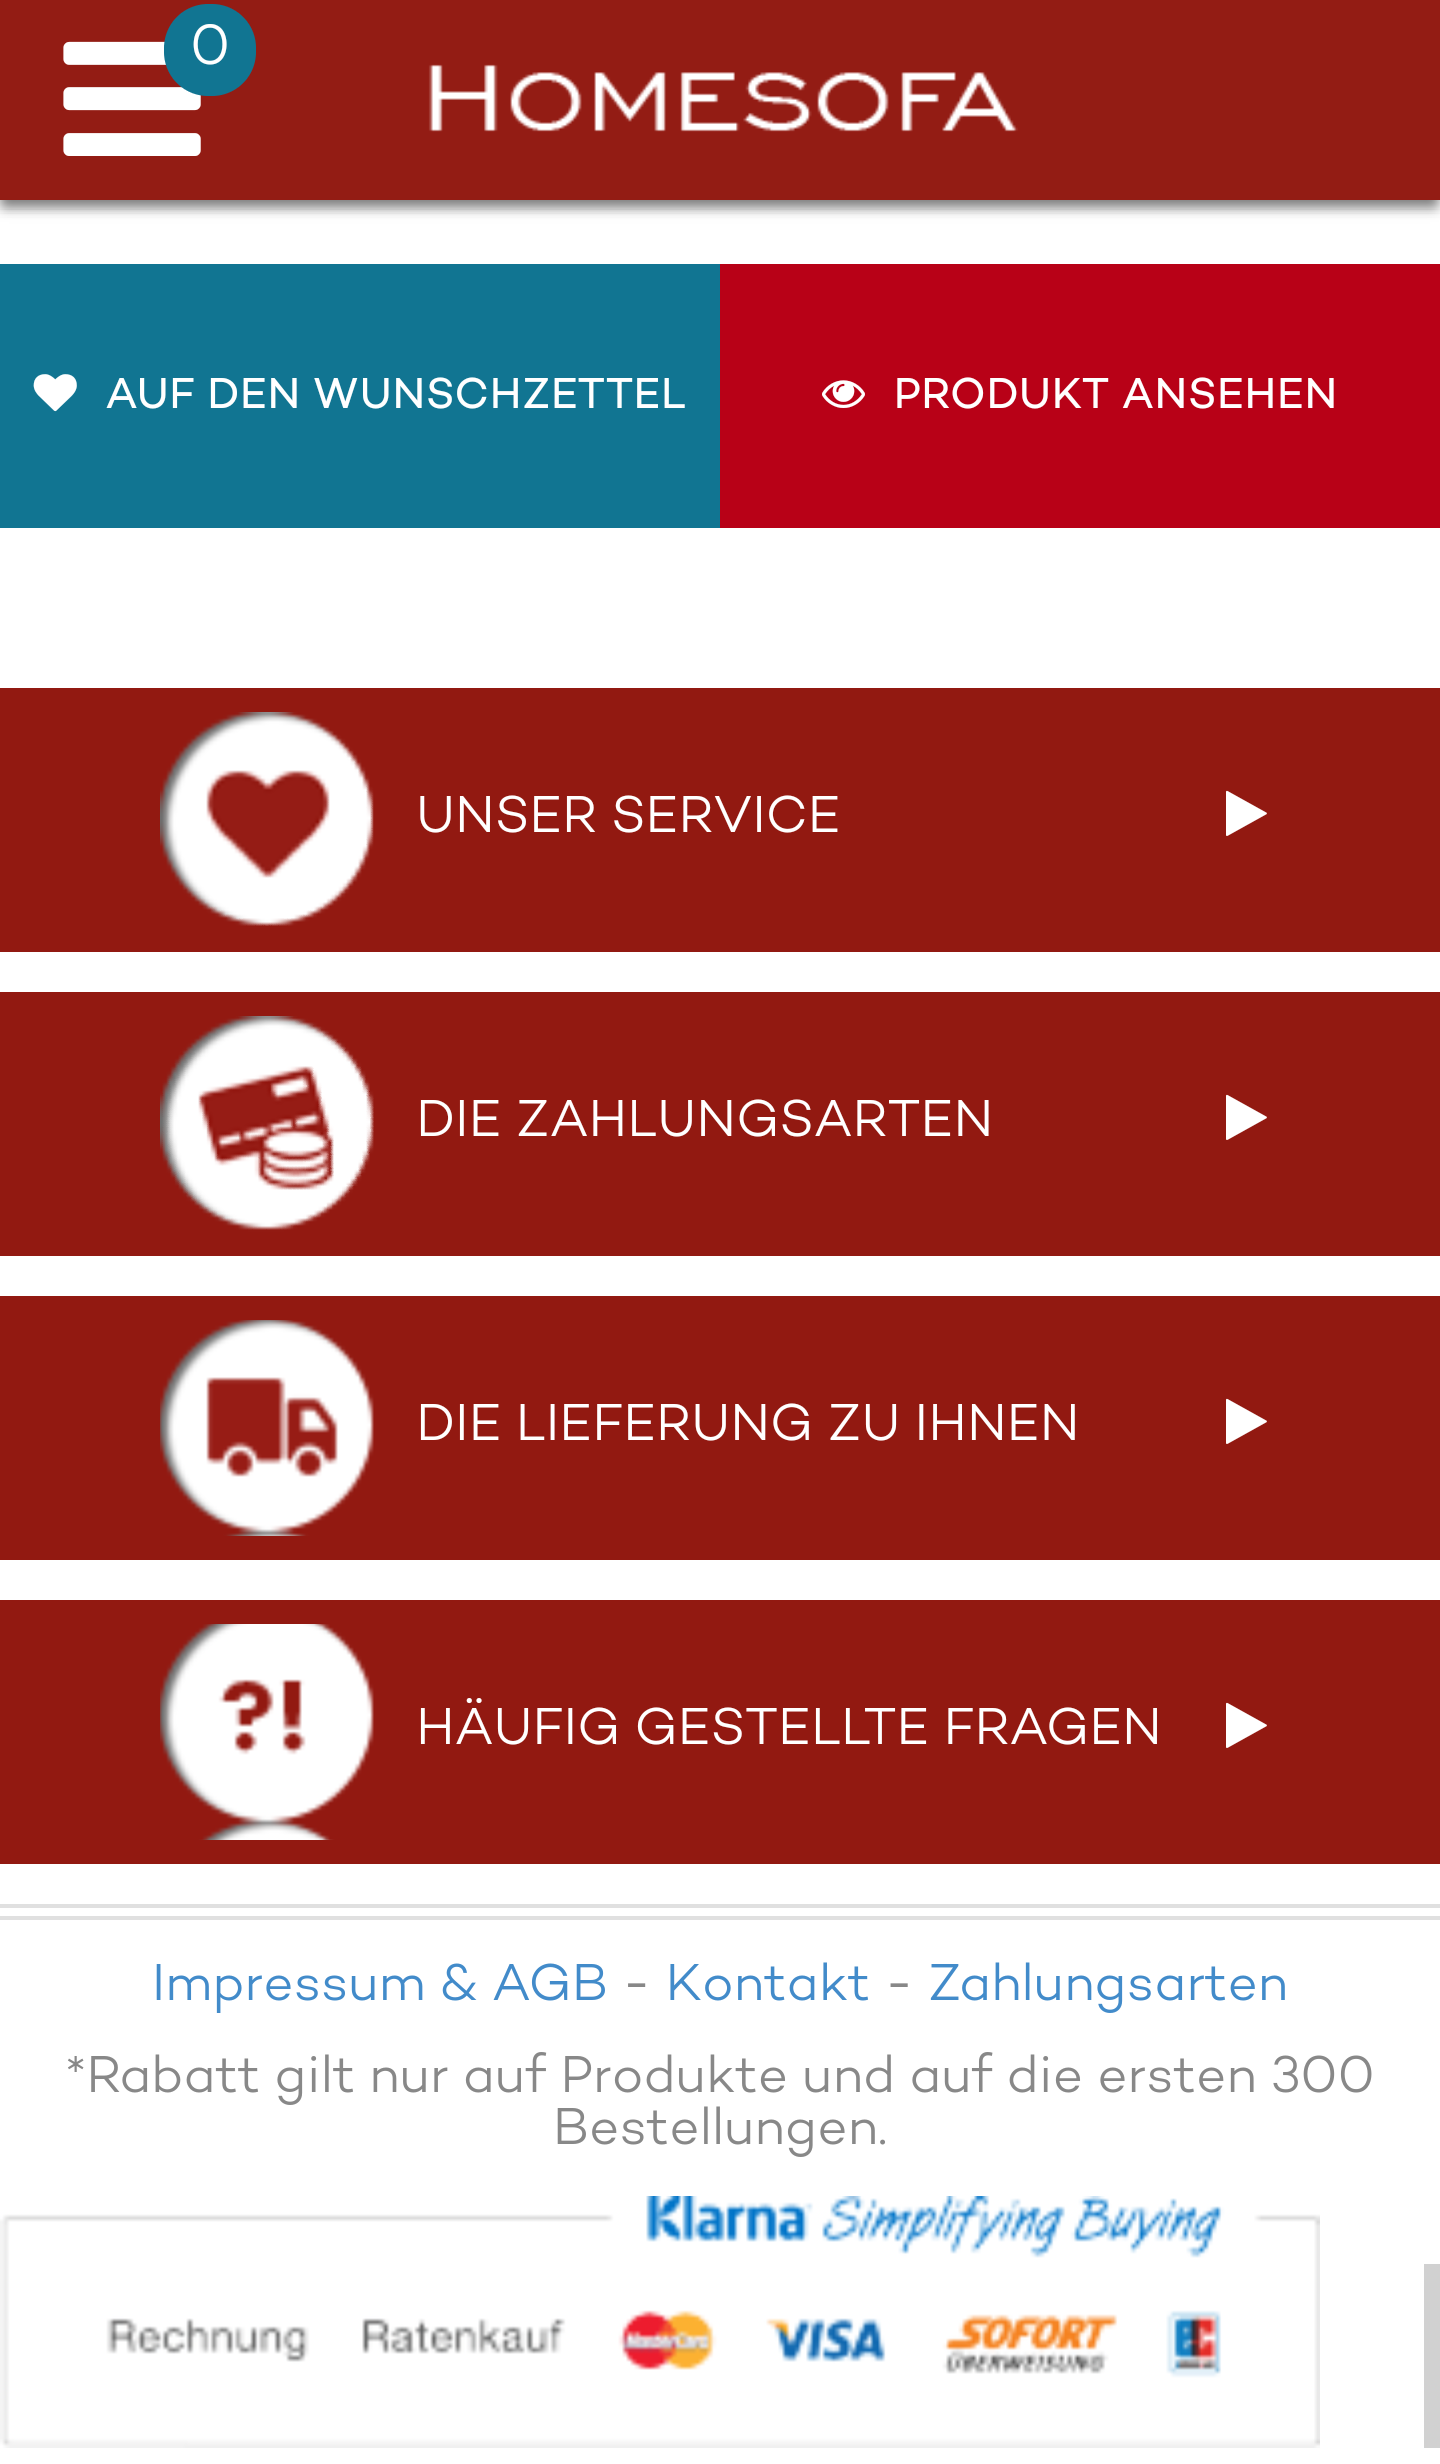 0
HOMESOFA
AUF DEN WUNSCHZETTEL
PRODUKT ANSEHEN
UNSER SERVICE
DIE ZAHLUNGSARTEN
DIE LIEFERUNG ZU IHNEN
?!
HÄUFIG GESTELLTE FRAGEN
Impressum & AGB - Kontakt - Zahlungsarten
*Rabatt gilt nur auf Produkte und auf die ersten 300
Bestellungen.
Klarna Simplifying Buying
Rechnung Ratenkauf MasterCard VISA SOFORT EC
ÜBERWEISUNG